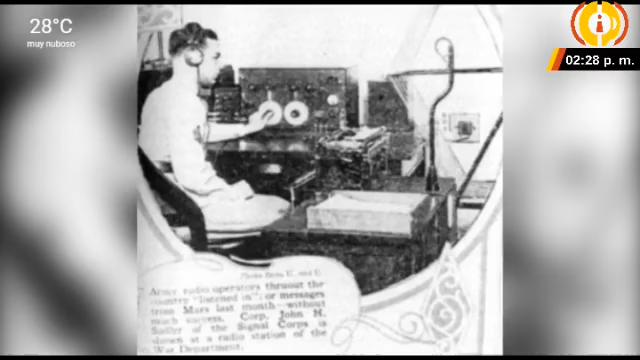 28°C
muy nuboso
02:28 p. m.
Photo from U. and U.
Army radio operators thruout the
country "listened in" for messages
from Mars last month—without
much success. Corp. John H.
Sadler of the Signal Corps is
shown at a radio station of the
War Department.